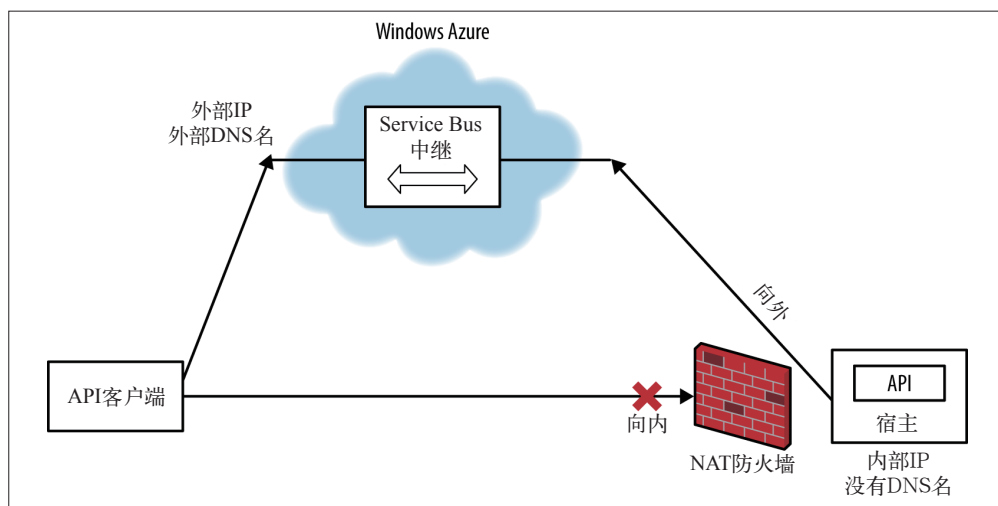 Windows Azure
外部IP
外部DNS名
Service Bus
中继
向外
API客户端
向内
NAT防火墙
API
宿主
内部IP
没有DNS名